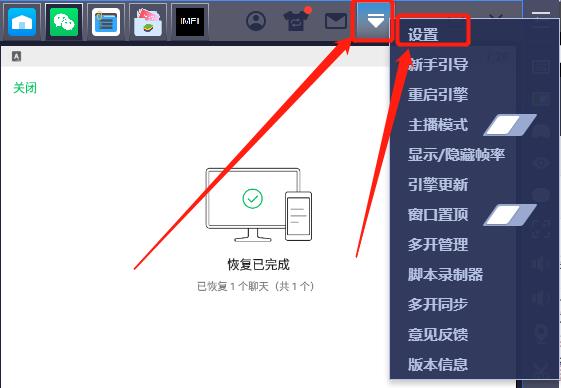 IMEI
设置
A
关闭
新手引导
重启引擎
主播模式
显示/隐藏帧率
引擎更新
窗口置顶
多开管理
恢复已完成
脚本录制器
已恢复 1 个聊天（共 1 个）
多开同步
意见反馈
版本信息